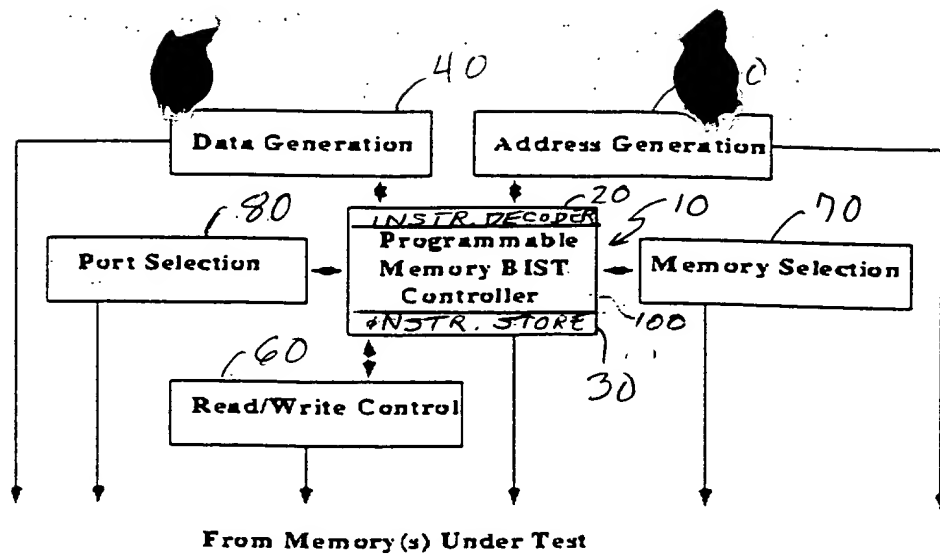 40
0
Data Generation
Address Generation
80
INSTR. DECODER
20
10
70
Port Selection
Programmable
Memory BIST
Controller
Memory Selection
INSTR. STORE
100
60
30
Read/Write Control
From Memory(s) Under Test